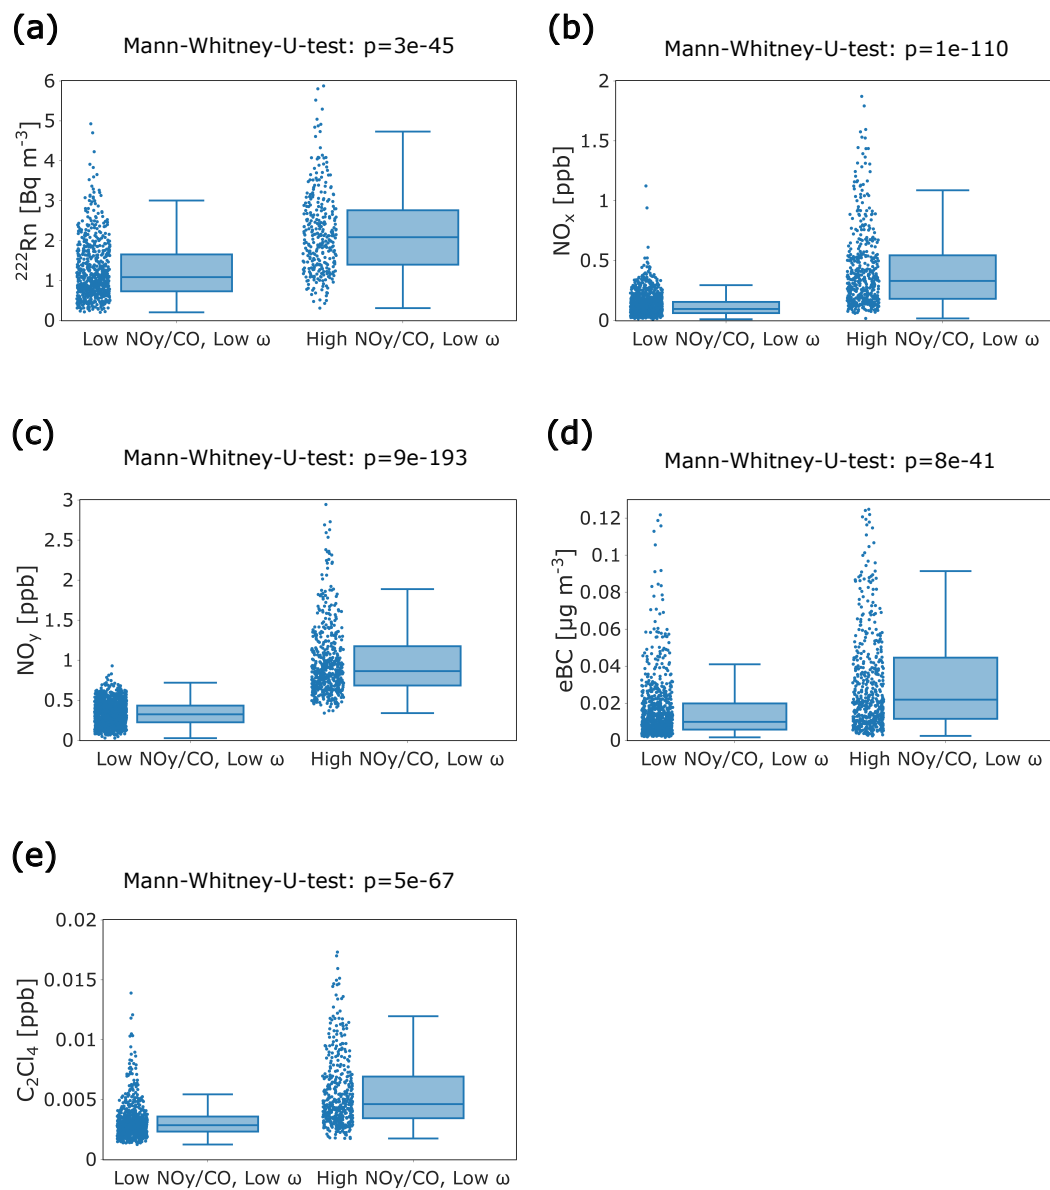 (a)
Mann-Whitney-U-test: p=3e-45
²²²Rn [Bq m⁻³]
6
5
4
3
2
1
0
Low NOy/CO, Low ω
High NOy/CO, Low ω
(b)
Mann-Whitney-U-test: p=1e-110
NOₓ [ppb]
2
1.5
1
0.5
0
Low NOy/CO, Low ω
High NOy/CO, Low ω
(c)
Mann-Whitney-U-test: p=9e-193
NOy [ppb]
3
2.5
2
1.5
1
0.5
0
Low NOy/CO, Low ω
High NOy/CO, Low ω
(d)
Mann-Whitney-U-test: p=8e-41
eBC [µg m⁻³]
0.12
0.1
0.08
0.06
0.04
0.02
0
Low NOy/CO, Low ω
High NOy/CO, Low ω
(e)
Mann-Whitney-U-test: p=5e-67
C₂Cl₄ [ppb]
0.02
0.015
0.01
0.005
0
Low NOy/CO, Low ω
High NOy/CO, Low ω